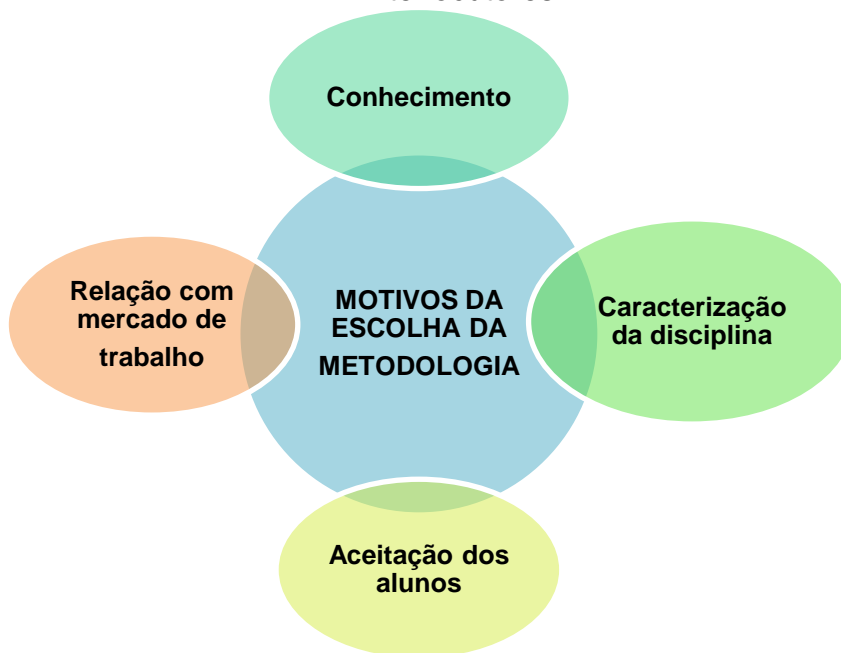 Conhecimento
Relação com
mercado de
trabalho
MOTIVOS DA
ESCOLHA DA
METODOLOGIA
Caracterização
da disciplina
Aceitação dos
alunos